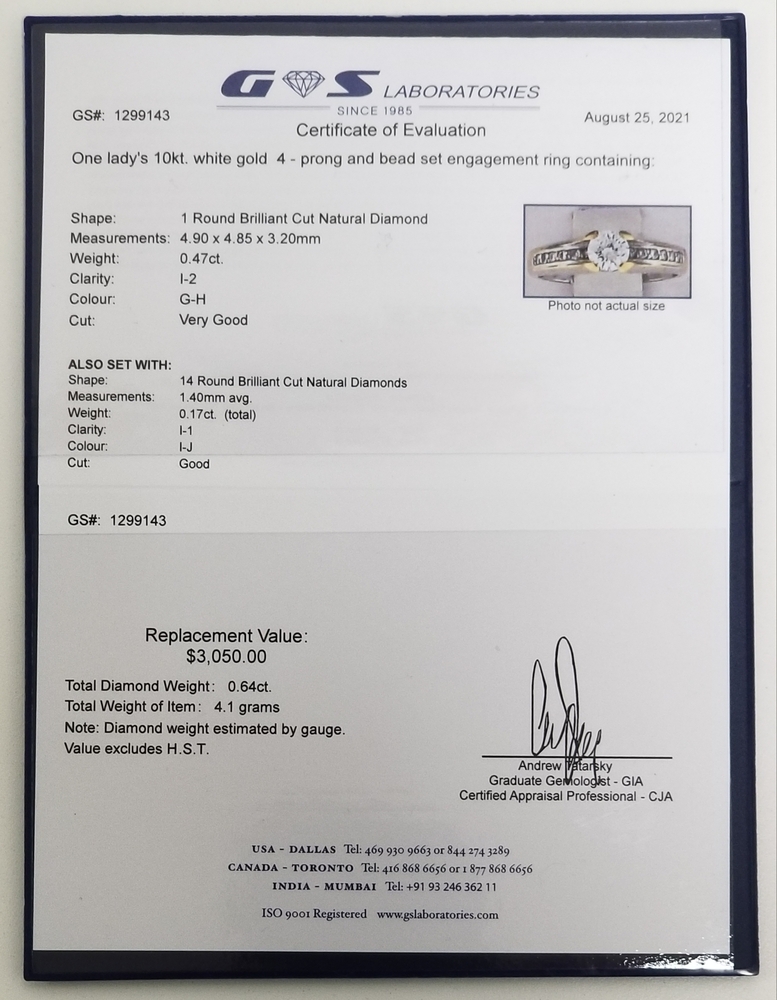 GS LABORATORIES
SINCE 1985
GS#: 1299143
August 25, 2021
Certificate of Evaluation
One lady's 10kt. white gold 4 - prong and bead set engagement ring containing:
Shape: 1 Round Brilliant Cut Natural Diamond
Measurements: 4.90 x 4.85 x 3.20mm
Weight: 0.47ct.
Clarity: I-2
Colour: G-H
Cut: Very Good
Photo not actual size
ALSO SET WITH:
Shape: 14 Round Brilliant Cut Natural Diamonds
Measurements: 1.40mm avg.
Weight: 0.17ct. (total)
Clarity: I-1
Colour: I-J
Cut: Good
GS#: 1299143
Replacement Value:
$3,050.00
Total Diamond Weight: 0.64ct.
Total Weight of Item: 4.1 grams
Note: Diamond weight estimated by gauge.
Value excludes H.S.T.
Andrew Tatarsky
Graduate Gemologist - GIA
Certified Appraisal Professional - CJA
USA - DALLAS Tel: 469 930 9663 or 844 274 3289
CANADA - TORONTO Tel: 416 868 6656 or 1 877 868 6656
INDIA - MUMBAI Tel: +91 93 246 362 11
ISO 9001 Registered www.gslaboratories.com